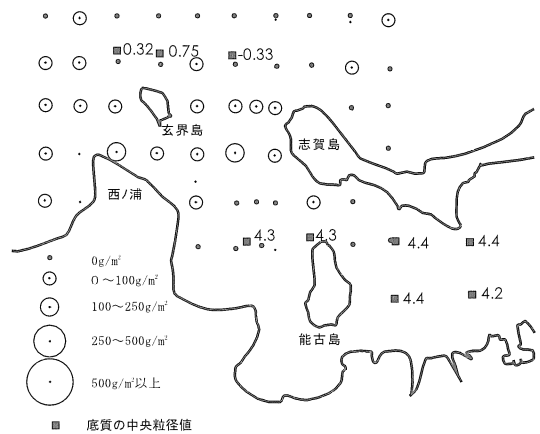 0.32 0.75 -0.33
玄界島
志賀島
西ノ浦
4.3 4.3 4.4 4.4
0g/m²
0～100g/m²
4.4 4.2
100～250g/m²
250～500g/m²
能古島
500g/m²以上
底質の中央粒径値